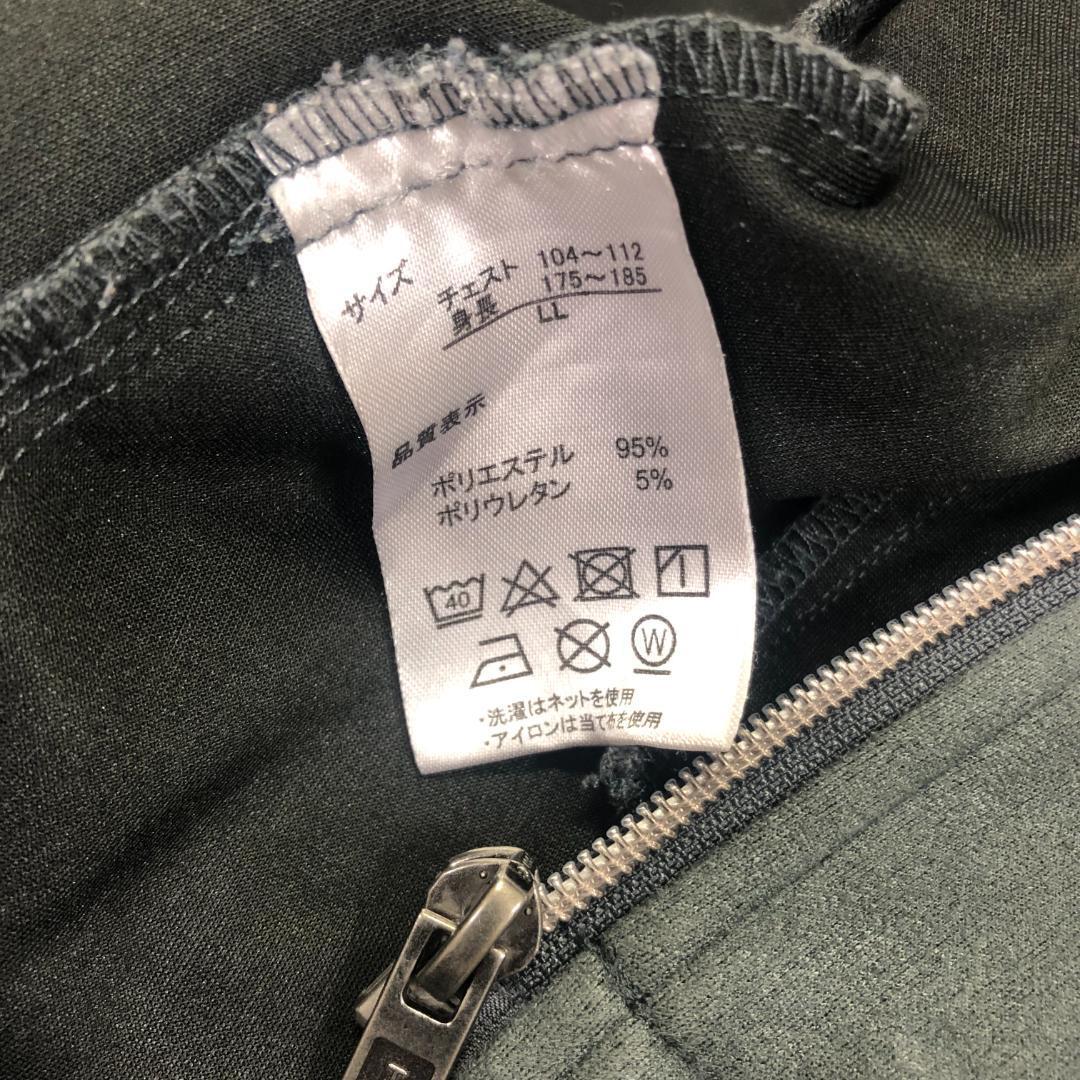 サイズ チェスト 104～112
身長 175～185
LL
品質表示
ポリエステル 95%
ポリウレタン 5%
40
W
・洗濯はネットを使用
・アイロンは当て布を使用